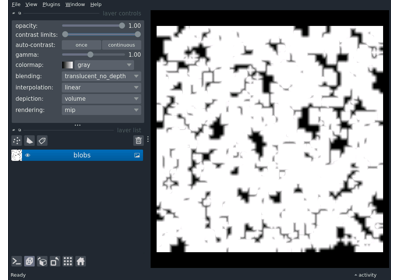 File View Plugins Window Help
layer controls
opacity: 1.00
contrast limits:
auto-contrast: once continuous
gamma: 1.00
colormap: gray
blending: translucent_no_depth
interpolation: linear
depiction: volume
rendering: mip
layer list
blobs
Ready activity